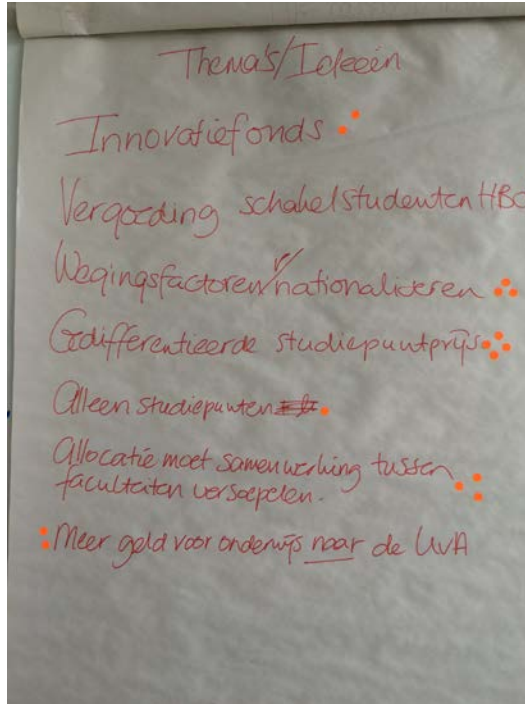 Thema's/Ideeën
Innovatiefonds
Vergoeding schakelstudenten HBO
Wegingsfactoren nationaliseren
Gedifferentieerde studiepuntprijs
Alleen studiepunten
Allocatie moet samenwerking tussen
faculteiten versoepelen.
Meer geld voor onderwijs naar de UvA